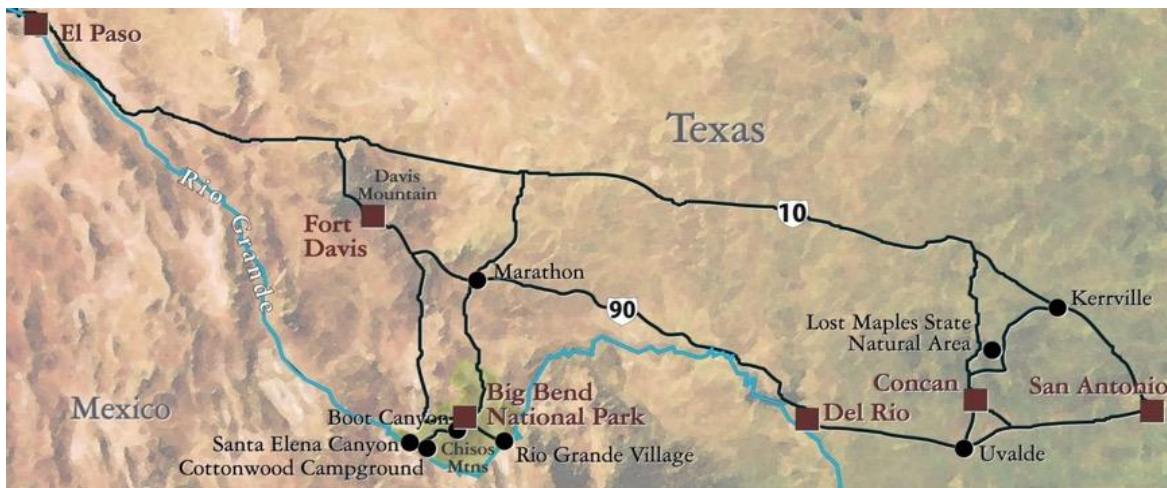 El Paso
Texas
Rio Grande
Davis
Mountain
10
Fort
Davis
Marathon
Kerrville
90
Lost Maples State
Natural Area
Concan
San Antonio
Mexico
Big Bend
National Park
Boot Canyon
Del Rio
Santa Elena Canyon
Chisos
Mtns
Rio Grande Village
Uvalde
Cottonwood Campground